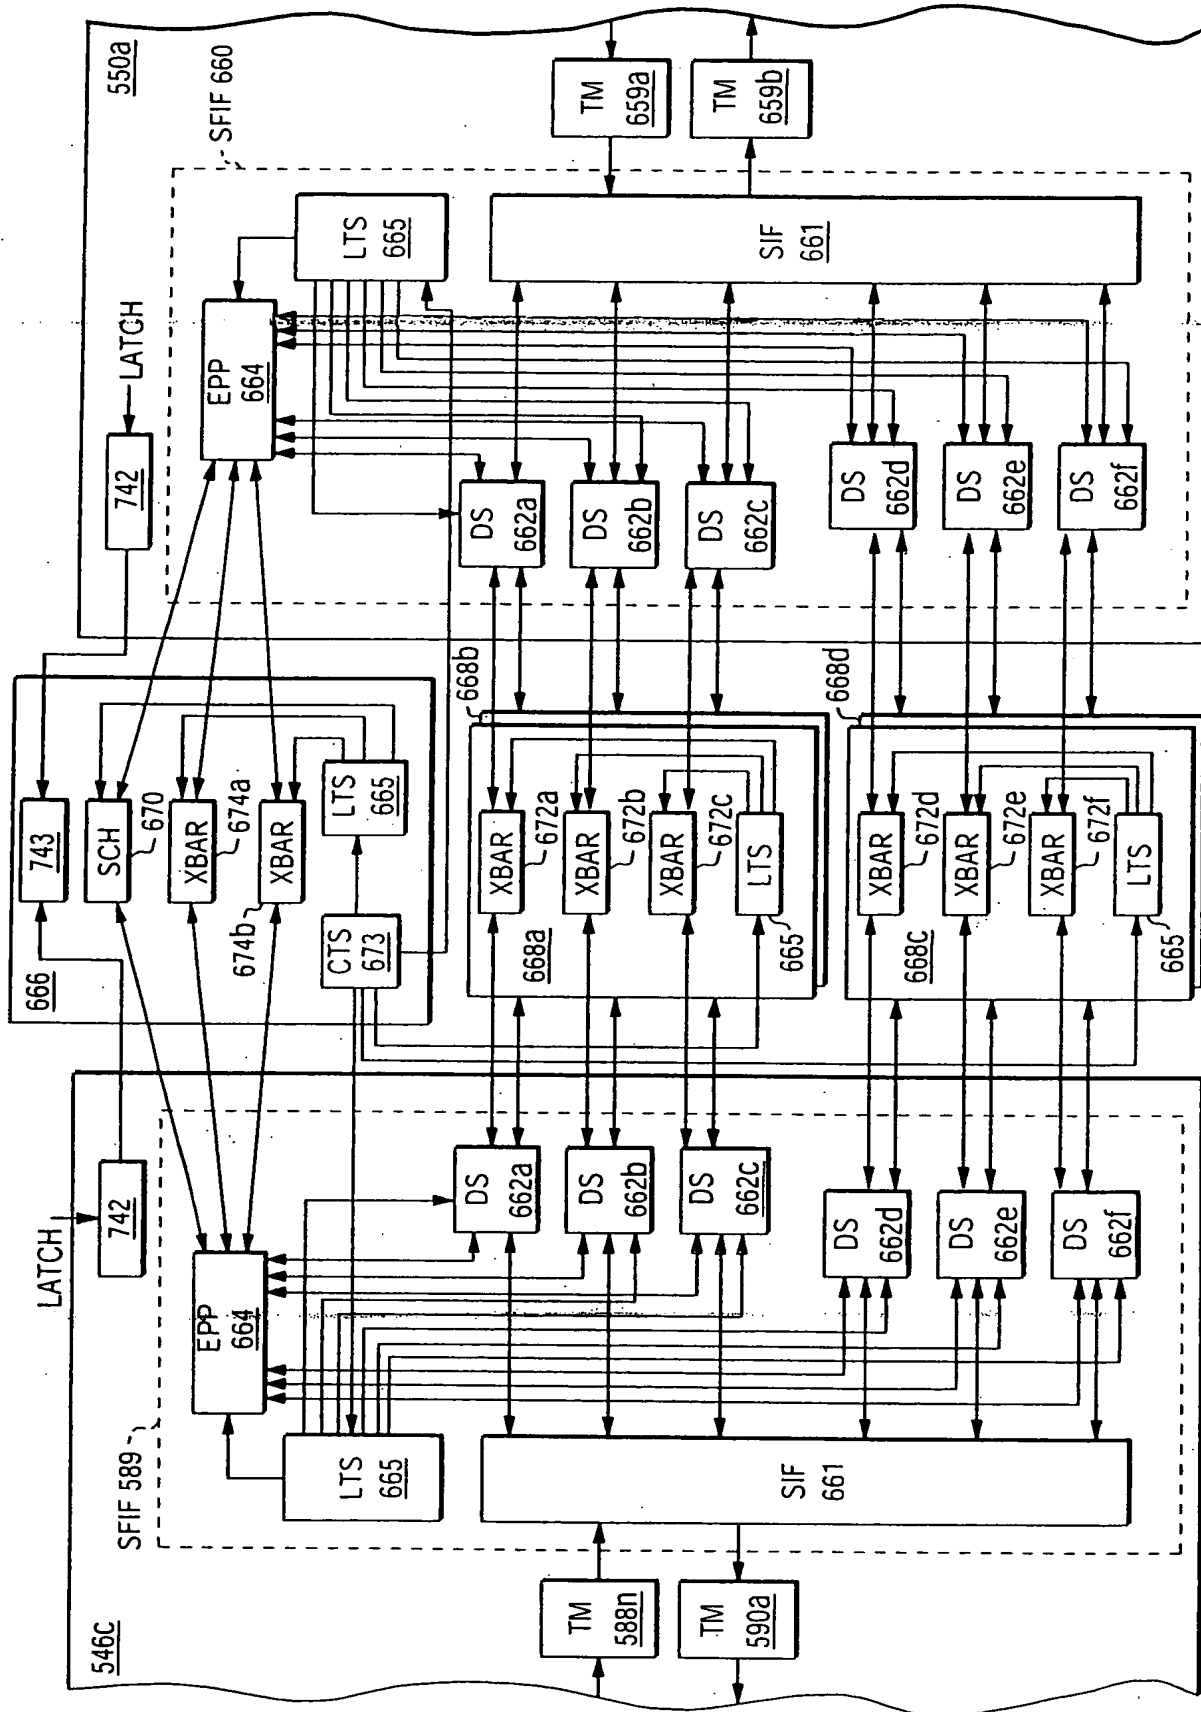 550a
SFIF 660
TM
659a
TM
659b
LTS
665
SIF
661
EPP
664
LATCH
742
DS
662a
DS
662b
DS
662c
DS
662d
DS
662e
DS
662f
666
743
SCH
670
XBAR
674a
XBAR
674b
LTS
665
CTS
673
668b
668a
XBAR
672a
XBAR
672b
XBAR
672c
LTS
665
668d
668c
XBAR
672d
XBAR
672e
XBAR
672f
LTS
665
LATCH
742
EPP
664
DS
662a
DS
662b
DS
662c
DS
662d
DS
662e
DS
662f
SFIF 589
LTS
665
SIF
661
546c
TM
588n
TM
590a